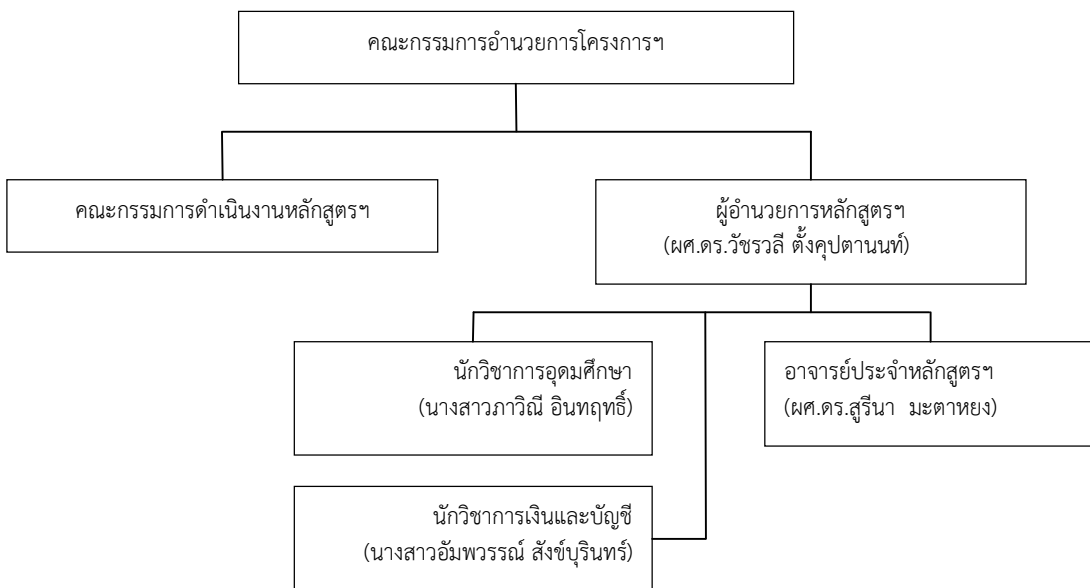 คณะกรรมการอำนวยการโครงการฯ
คณะกรรมการดำเนินงานหลักสูตรฯ
ผู้อำนวยการหลักสูตรฯ
(ผศ.ดร.วัชรวลี ตั้งคุปตานนท์)
นักวิชาการอุดมศึกษา
(นางสาวภาวิณี อินทฤทธิ์)
อาจารย์ประจำหลักสูตรฯ
(ผศ.ดร.สูรีนา มะตาหยง)
นักวิชาการเงินและบัญชี
(นางสาวอัมพวรรณ์ สังข์บุรินทร์)